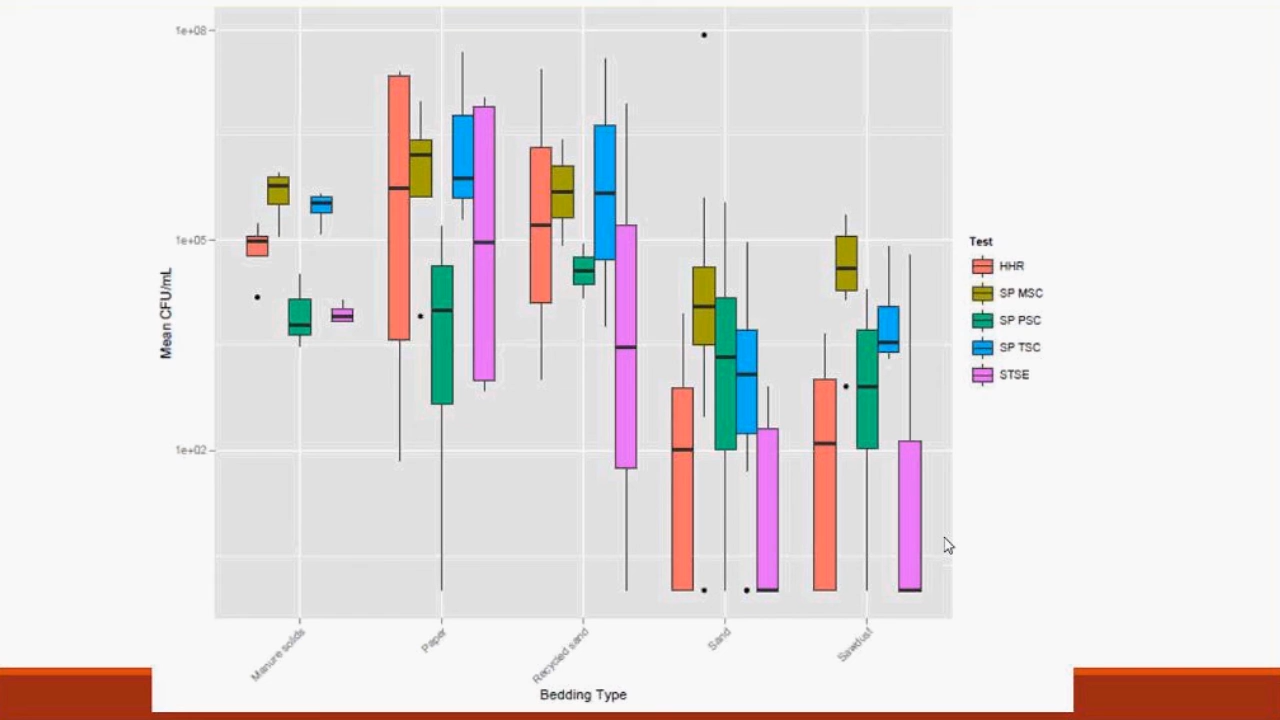 1e+08
1e+05
1e+02
Mean CFU/mL
Manure solids
Paper
Recycled sand
Sand
Sawdust
Bedding Type
Test
HHR
SP MSC
SP PSC
SP TSC
STSE